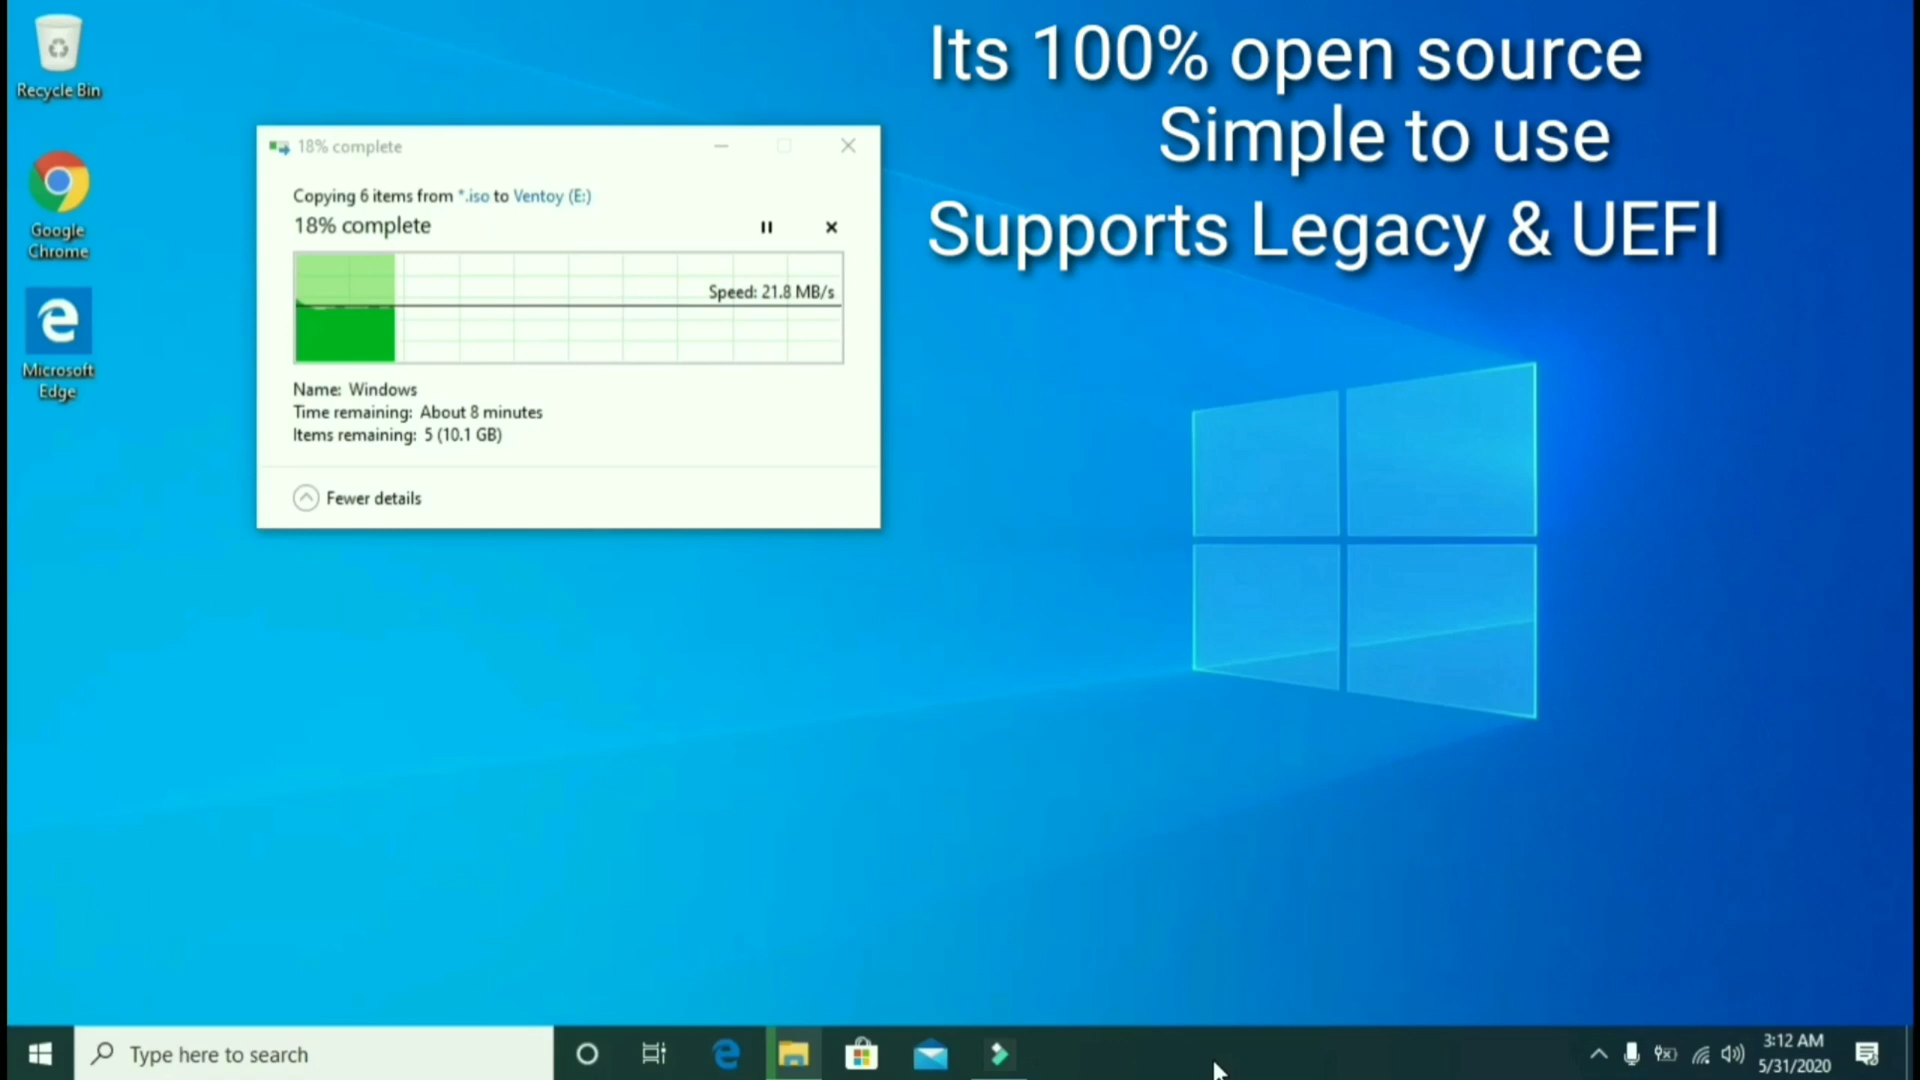 Its 100% open source
Simple to use
Supports Legacy & UEFI
Recycle Bin
Google
Chrome
Microsoft
Edge
18% complete
Copying 6 items from *.iso to Ventoy (E:)
18% complete
Speed: 21.8 MB/s
Name: Windows
Time remaining: About 8 minutes
Items remaining: 5 (10.1 GB)
Fewer details
Type here to search
3:12 AM
5/31/2020